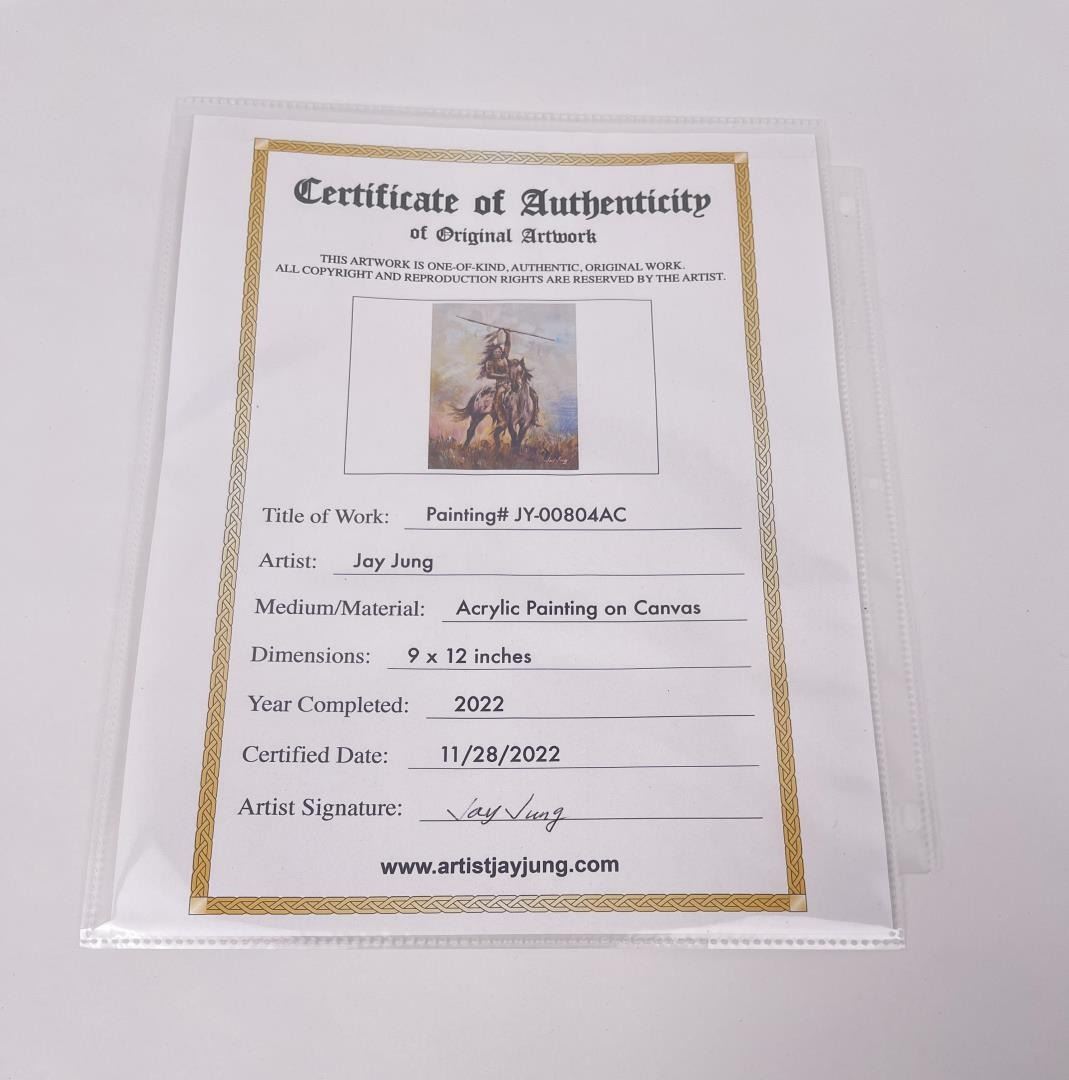 Certificate of Authenticity
of Original Artwork
THIS ARTWORK IS ONE-OF-KIND, AUTHENTIC, ORIGINAL WORK.
ALL COPYRIGHT AND REPRODUCTION RIGHTS ARE RESERVED BY THE ARTIST.
Title of Work: Painting# JY-00804AC
Artist: Jay Jung
Medium/Material: Acrylic Painting on Canvas
Dimensions: 9 x 12 inches
Year Completed: 2022
Certified Date: 11/28/2022
Artist Signature: Jay Jung
www.artistjayjung.com